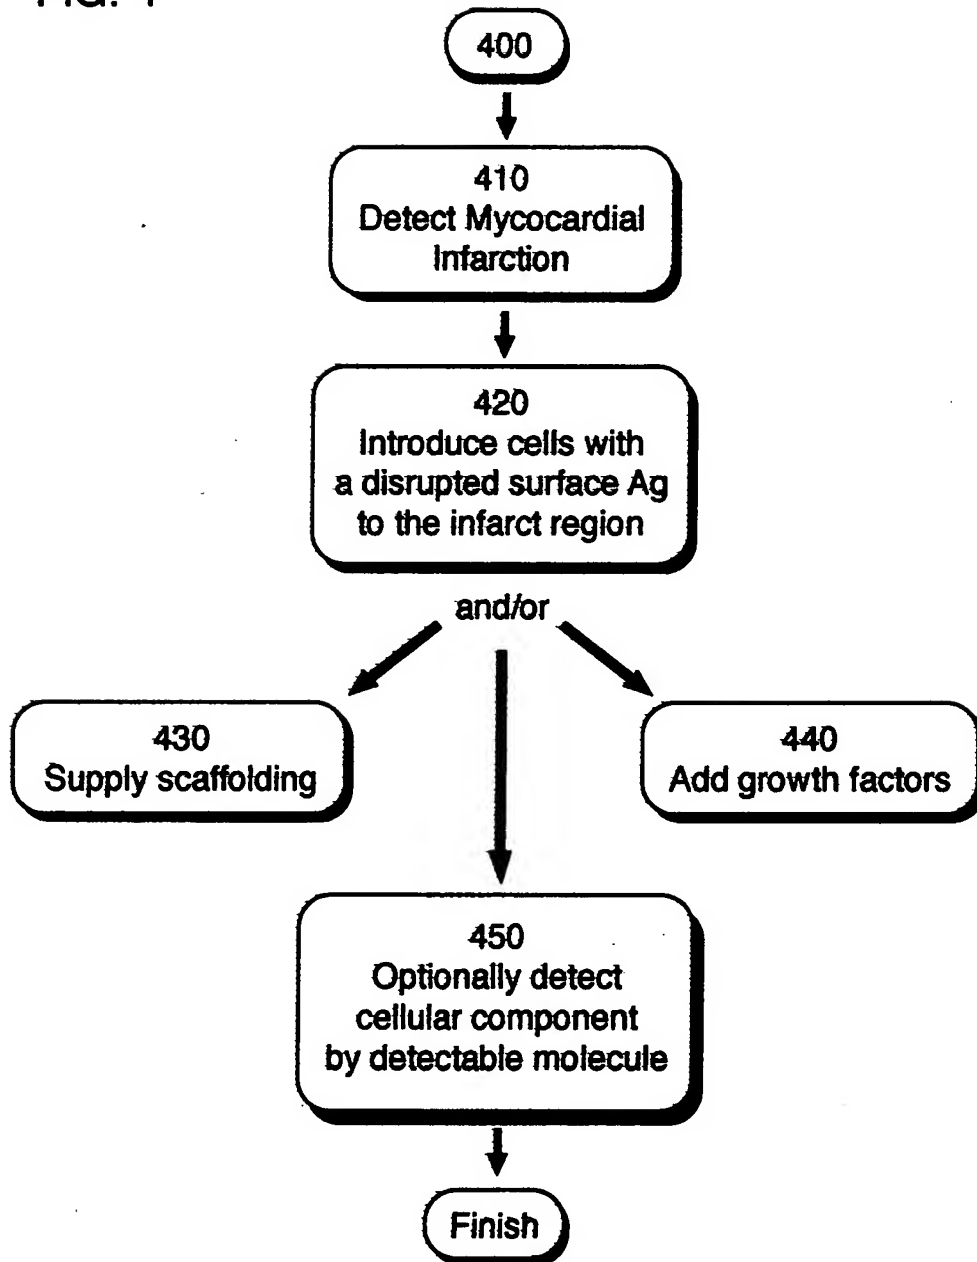 400
410
Detect Mycocardial
Infarction
420
Introduce cells with
a disrupted surface Ag
to the infarct region
and/or
430
Supply scaffolding
440
Add growth factors
450
Optionally detect
cellular component
by detectable molecule
Finish